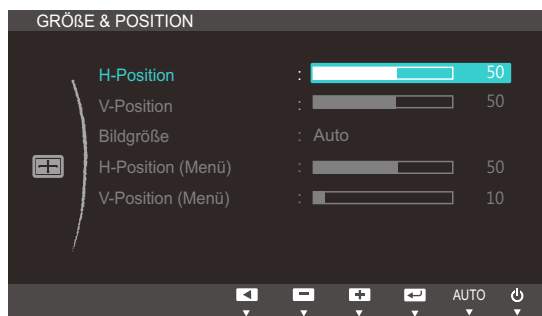 GRÖßE & POSITION
H-Position : 50
V-Position : 50
Bildgröße : Auto
H-Position (Menü) : 50
V-Position (Menü) : 10
AUTO